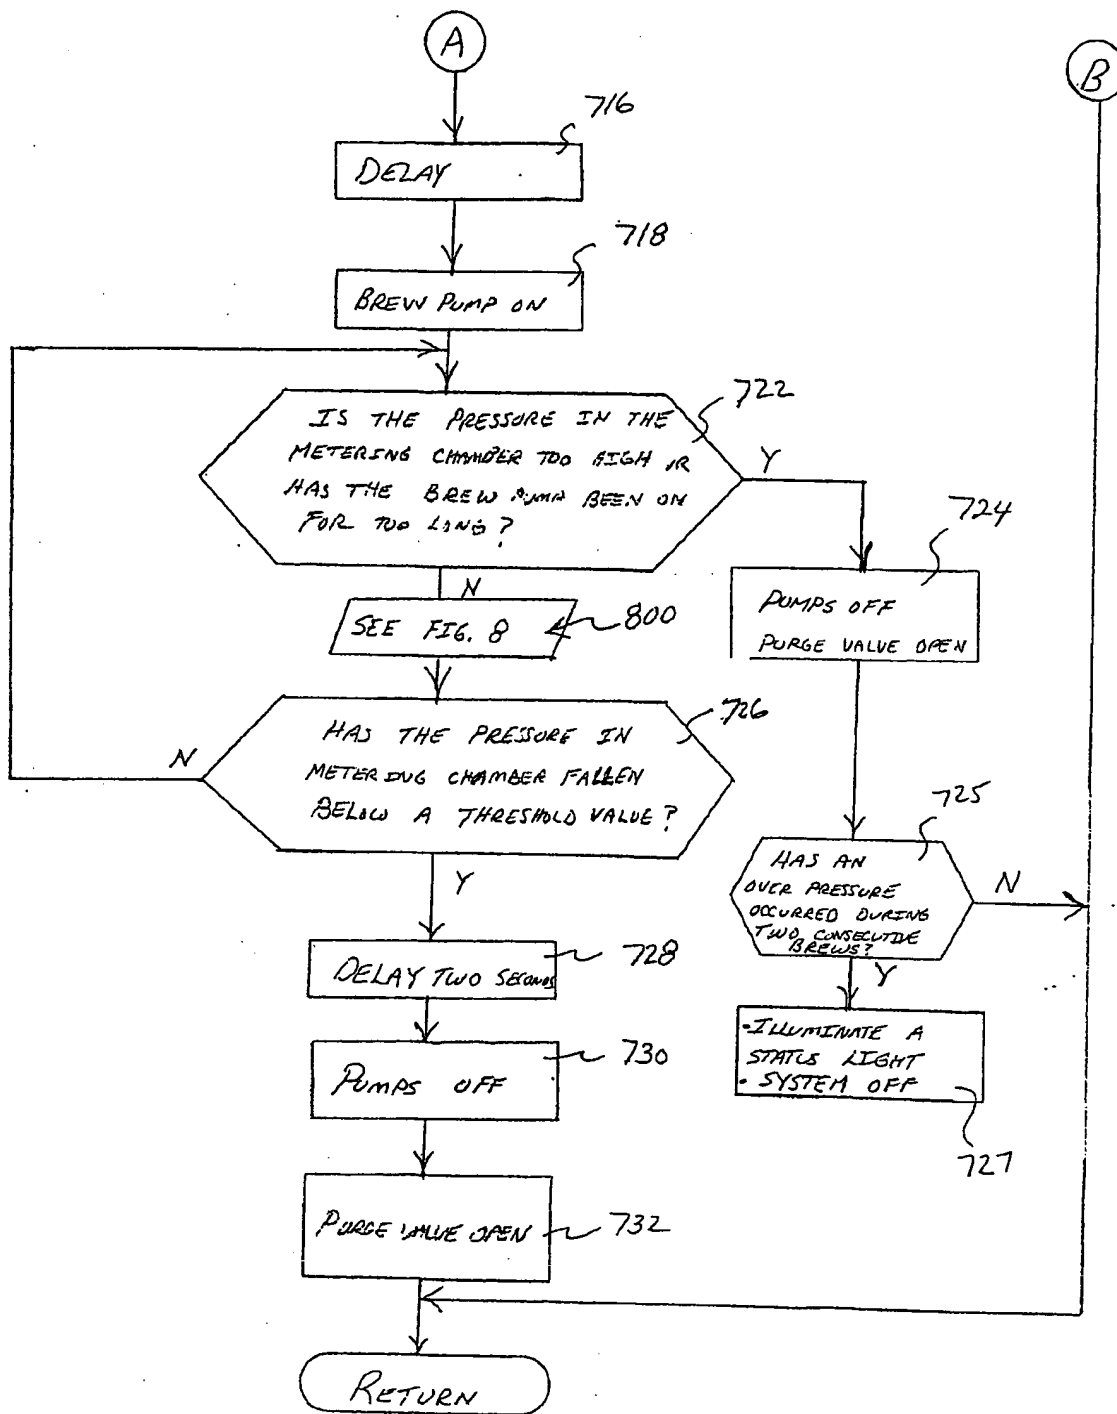 A
B
716
DELAY
718
BREW PUMP ON
722
IS THE PRESSURE IN THE
METERING CHAMBER TOO HIGH OR
HAS THE BREW PUMP BEEN ON
FOR TOO LONG?
Y
N
724
PUMPS OFF
PURGE VALUE OPEN
SEE FIG. 8
800
726
HAS THE PRESSURE IN
METERING CHAMBER FALLEN
BELOW A THRESHOLD VALUE?
N
Y
725
HAS AN
OVER PRESSURE
OCCURRED DURING
TWO CONSECUTIVE
BREWS?
N
Y
728
DELAY TWO SECONDS
727
• ILLUMINATE A
STATUS LIGHT
• SYSTEM OFF
730
PUMPS OFF
732
PURGE VALUE OPEN
RETURN